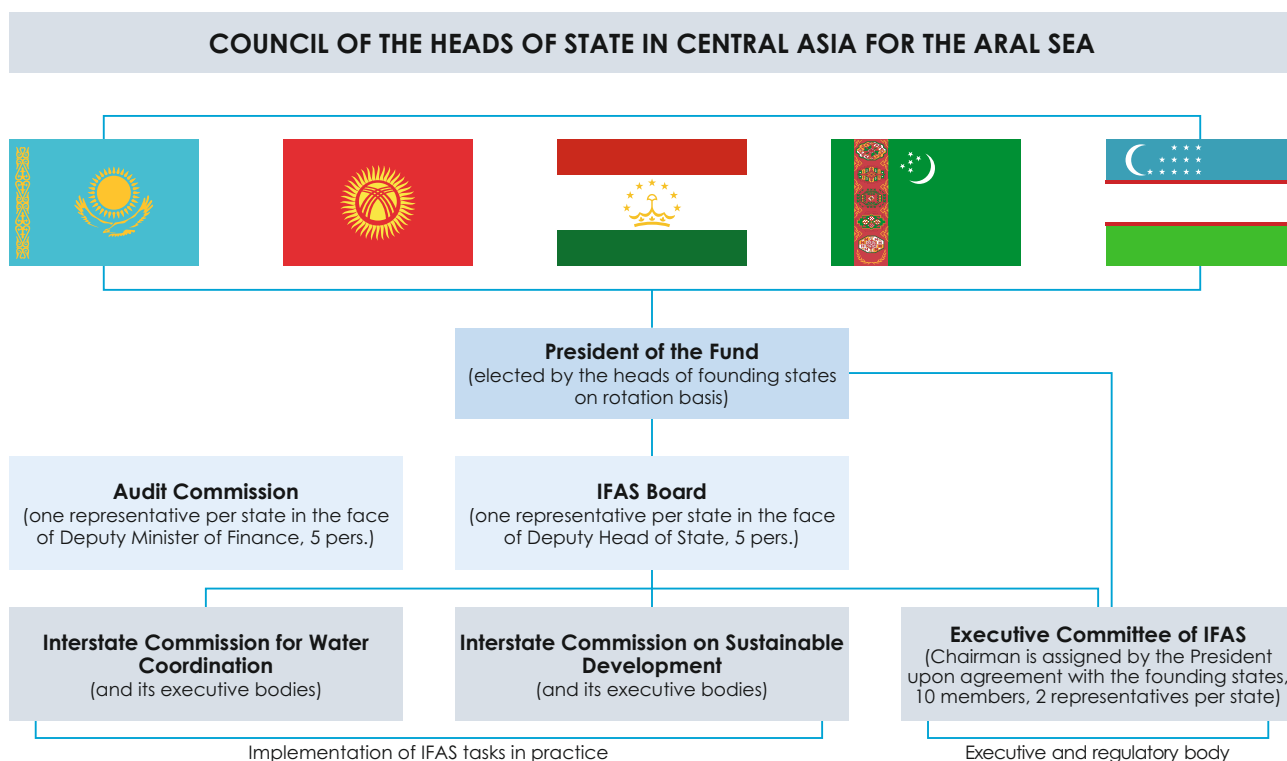 COUNCIL OF THE HEADS OF STATE IN CENTRAL ASIA FOR THE ARAL SEA
President of the Fund
(elected by the heads of founding states
on rotation basis)
Audit Commission
(one representative per state in the face
of Deputy Minister of Finance, 5 pers.)
IFAS Board
(one representative per state in the face
of Deputy Head of State, 5 pers.)
Interstate Commission for Water
Coordination
(and its executive bodies)
Interstate Commission on Sustainable
Development
(and its executive bodies)
Executive Committee of IFAS
(Chairman is assigned by the President
upon agreement with the founding states,
10 members, 2 representatives per state)
Implementation of IFAS tasks in practice
Executive and regulatory body